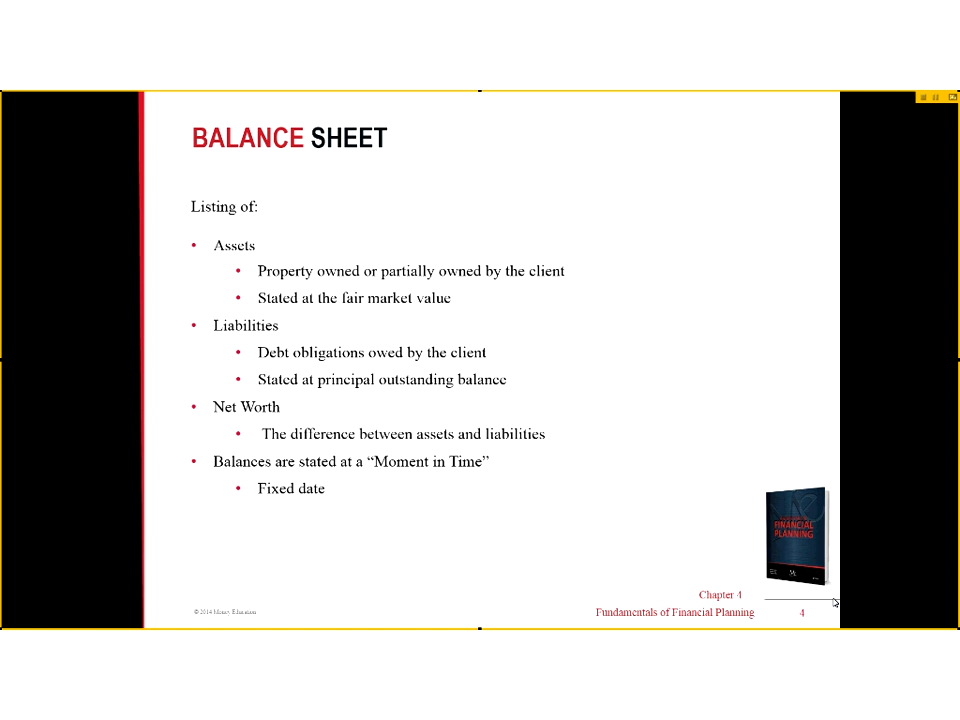 BALANCE SHEET
Listing of:
• Assets
• Property owned or partially owned by the client
• Stated at the fair market value
• Liabilities
• Debt obligations owed by the client
• Stated at principal outstanding balance
• Net Worth
• The difference between assets and liabilities
• Balances are stated at a “Moment in Time”
• Fixed date
FINANCIAL
PLANNING
Chapter 4
Fundamentals of Financial Planning
4
© 2014 Money Education